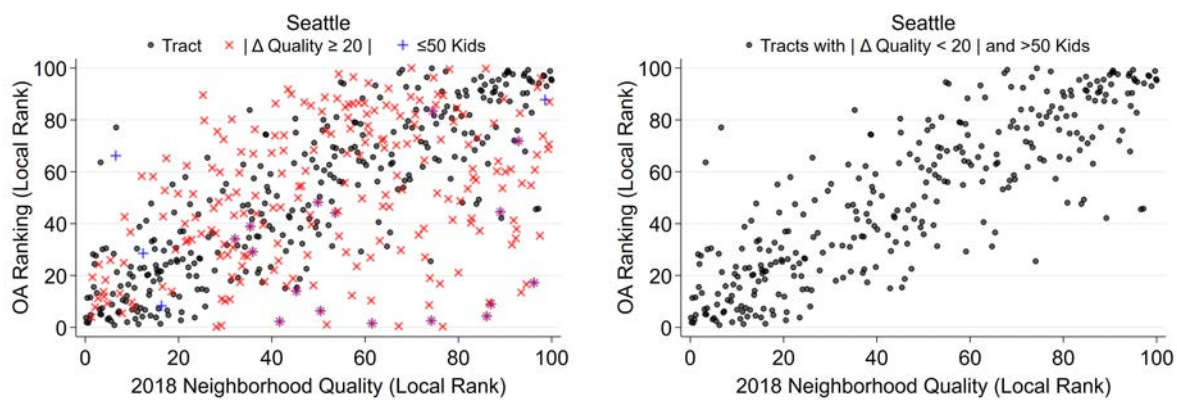 Seattle
Tract | Δ Quality ≥ 20 | ≤50 Kids
100
80
60
40
20
0
OA Ranking (Local Rank)
0 20 40 60 80 100
2018 Neighborhood Quality (Local Rank)
Seattle
Tracts with | Δ Quality < 20 | and >50 Kids
100
80
60
40
20
0
OA Ranking (Local Rank)
0 20 40 60 80 100
2018 Neighborhood Quality (Local Rank)